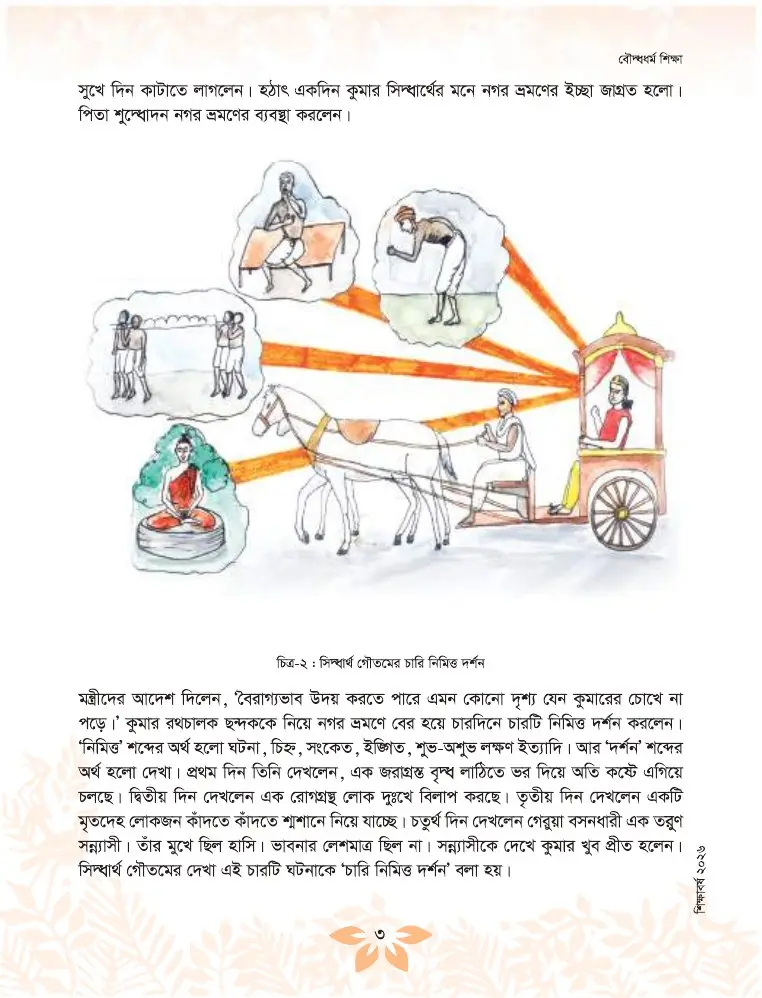 বৌদ্ধধর্ম শিক্ষা
সুখে দিন কাটাতে লাগলেন। হঠাৎ একদিন কুমার সিদ্ধার্থের মনে নগর ভ্রমণের ইচ্ছা জাগ্রত হলো।
পিতা শুদ্ধোদন নগর ভ্রমণের ব্যবস্থা করলেন।
চিত্র-২ : সিদ্ধার্থ গৌতমের চারি নিমিত্ত দর্শন
মন্ত্রীদের আদেশ দিলেন, ‘বৈরাগ্যভাব উদয় করতে পারে এমন কোনো দৃশ্য যেন কুমারের চোখে না
পড়ে।’ কুমার রথচালক ছন্দককে নিয়ে নগর ভ্রমণে বের হয়ে চারদিনে চারটি নিমিত্ত দর্শন করলেন।
‘নিমিত্ত’ শব্দের অর্থ হলো ঘটনা, চিহ্ন, সংকেত, ইঙ্গিত, শুভ-অশুভ লক্ষণ ইত্যাদি। আর ‘দর্শন’ শব্দের
অর্থ হলো দেখা। প্রথম দিন তিনি দেখলেন, এক জরাগ্রস্ত বৃদ্ধ লাঠিতে ভর দিয়ে অতি কষ্টে এগিয়ে
চলছে। দ্বিতীয় দিন দেখলেন এক রোগগ্রস্থ লোক দুঃখে বিলাপ করছে। তৃতীয় দিন দেখলেন একটি
মৃতদেহ লোকজন কাঁদতে কাঁদতে শ্মশানে নিয়ে যাচ্ছে। চতুর্থ দিন দেখলেন গেরুয়া বসনধারী এক তরুণ
সন্ন্যাসী। তাঁর মুখে ছিল হাসি। ভাবনার লেশমাত্র ছিল না। সন্ন্যাসীকে দেখে কুমার খুব প্রীত হলেন।
সিদ্ধার্থ গৌতমের দেখা এই চারটি ঘটনাকে ‘চারি নিমিত্ত দর্শন’ বলা হয়।
শিক্ষাবর্ষ ২০২৬
৩